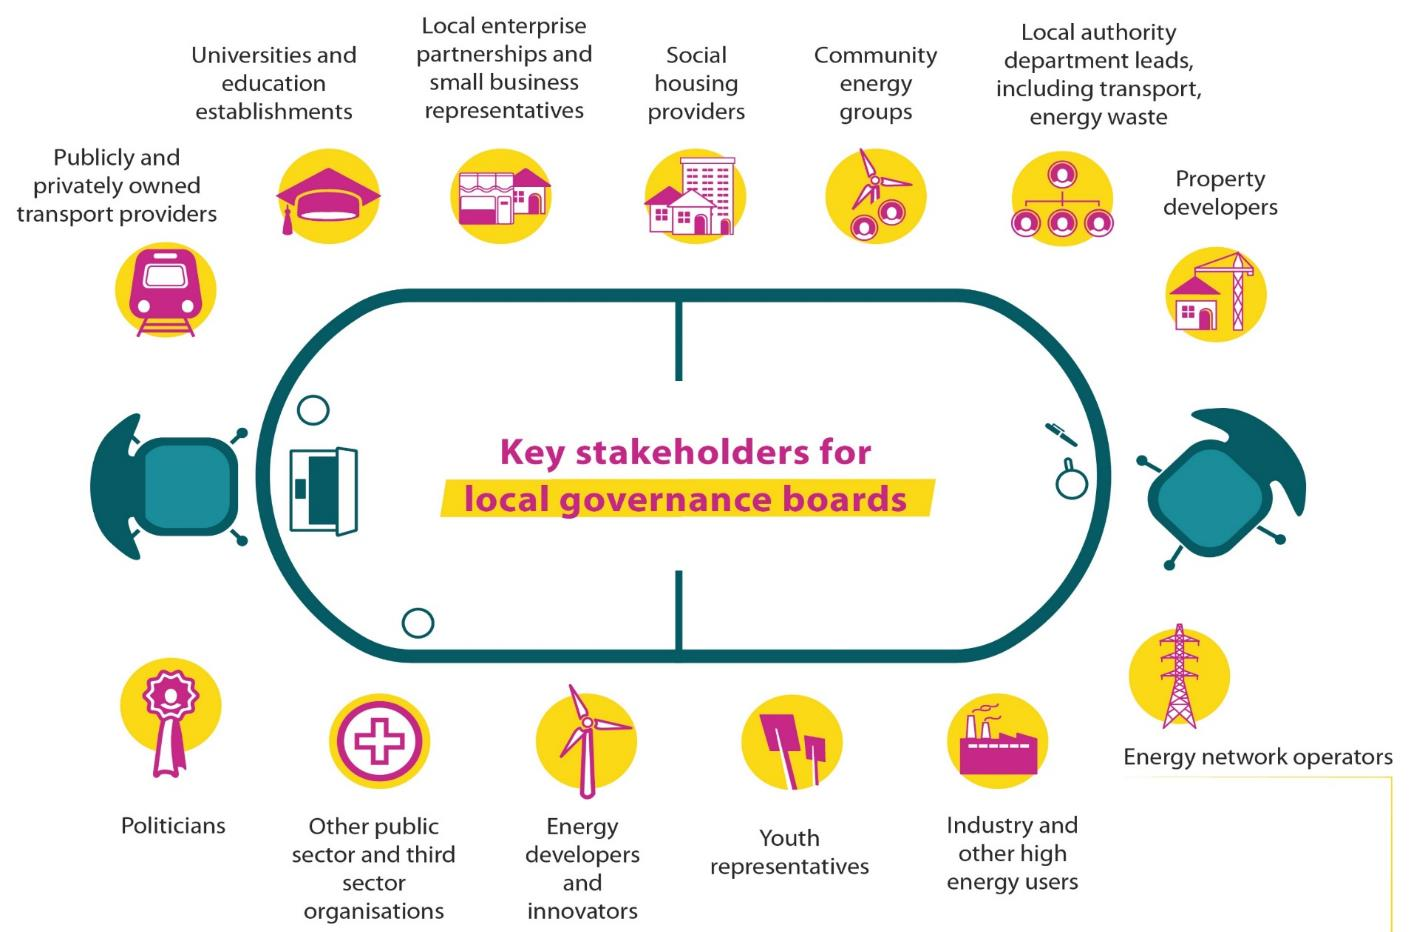 Publicly and
privately owned
transport providers
Universities and
education
establishments
Local enterprise
partnerships and
small business
representatives
Social
housing
providers
Community
energy
groups
Local authority
department leads,
including transport,
energy waste
Property
developers
Key stakeholders for
local governance boards
Politicians
Other public
sector and third
sector
organisations
Energy
developers
and
innovators
Youth
representatives
Industry and
other high
energy users
Energy network operators